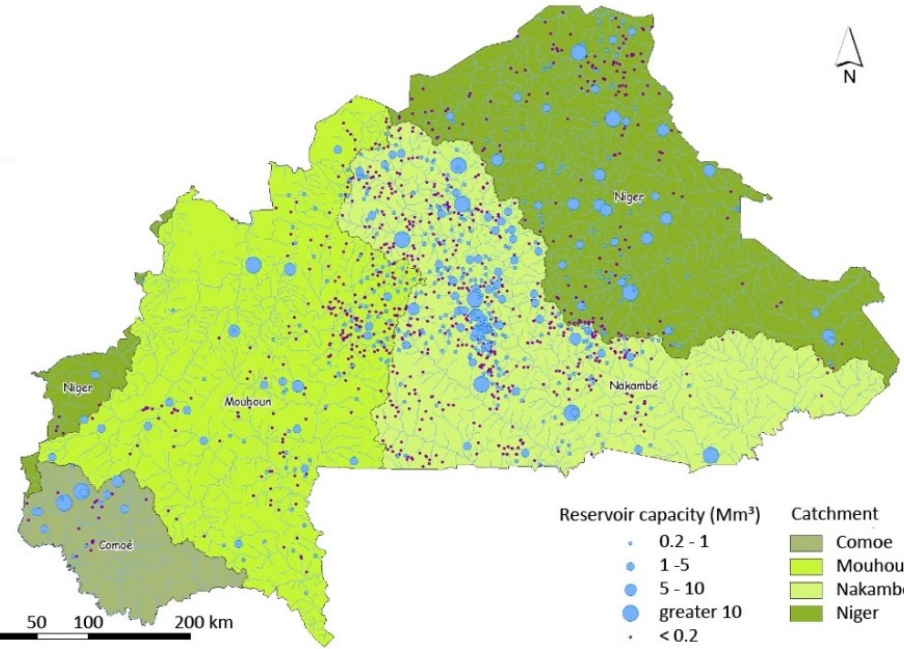 N
Niger
Niger
Nakambé
Mouhoun
Comoé
50 100 200 km
Reservoir capacity (Mm³)
0.2 - 1
1 -5
5 - 10
greater 10
< 0.2
Catchment
Comoe
Mouhou
Nakambe
Niger